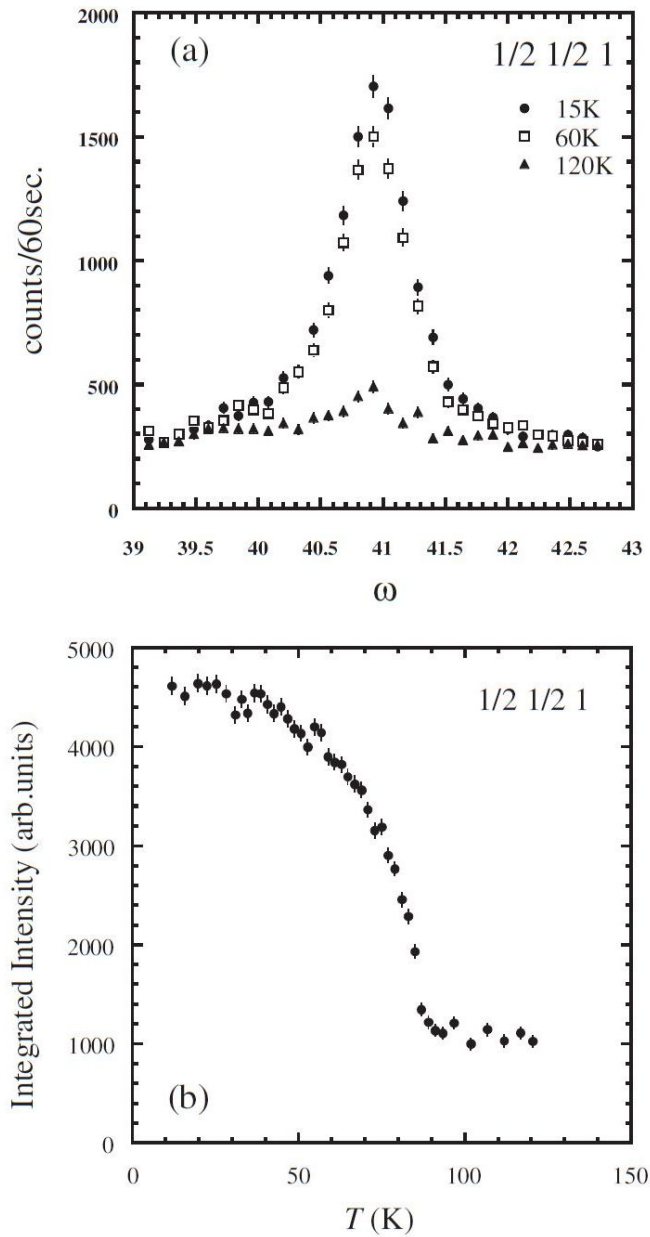 2000
(a)
1/2 1/2 1
15K
60K
120K
1500
1000
500
0
counts/60sec.
39 39.5 40 40.5 41 41.5 42 42.5 43
ω
5000
1/2 1/2 1
4000
3000
2000
1000
0
Integrated Intensity (arb.units)
(b)
0 50 100 150
T (K)